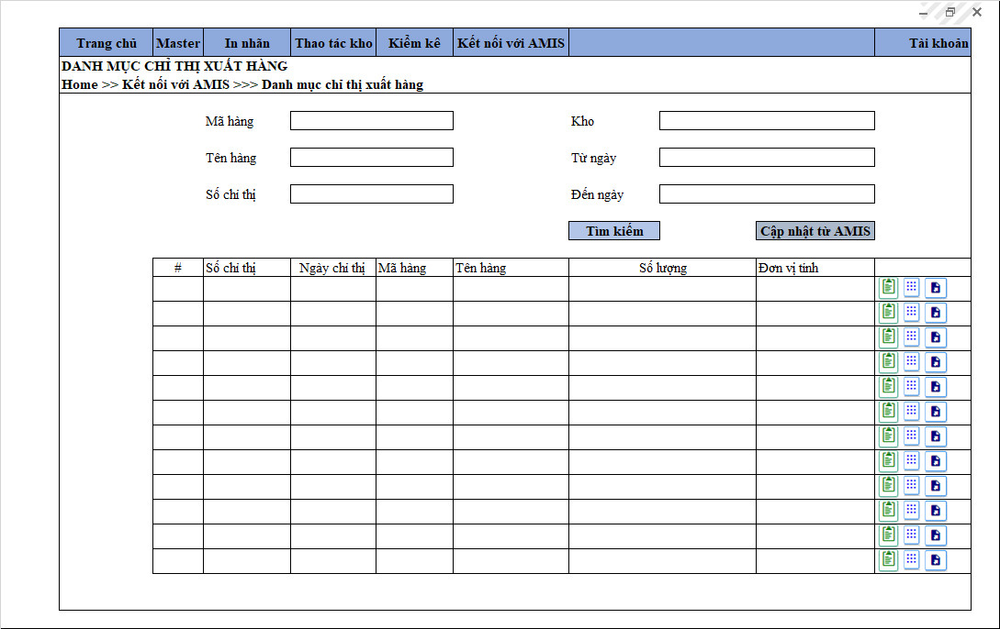 Trang chủ Master In nhãn Thao tác kho Kiểm kê Kết nối với AMIS Tài khoản
DANH MỤC CHỈ THỊ XUẤT HÀNG
Home >> Kết nối với AMIS >>> Danh mục chỉ thị xuất hàng
Mã hàng Kho
Tên hàng Từ ngày
Số chỉ thị Đến ngày
Tìm kiếm Cập nhật từ AMIS
# Số chỉ thị Ngày chỉ thị Mã hàng Tên hàng Số lượng Đơn vị tính